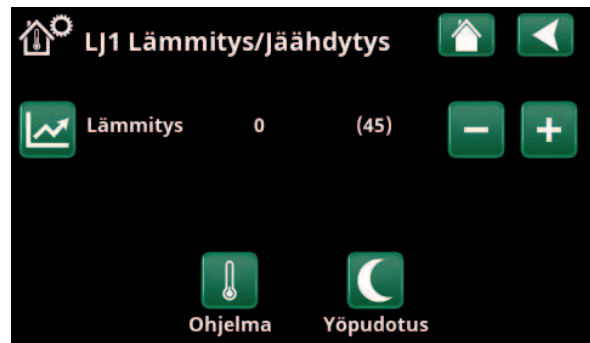 LJ1 Lämmitys/Jäähdytys
Lämmitys 0 (45) − +
Ohjelma Yöpudotus